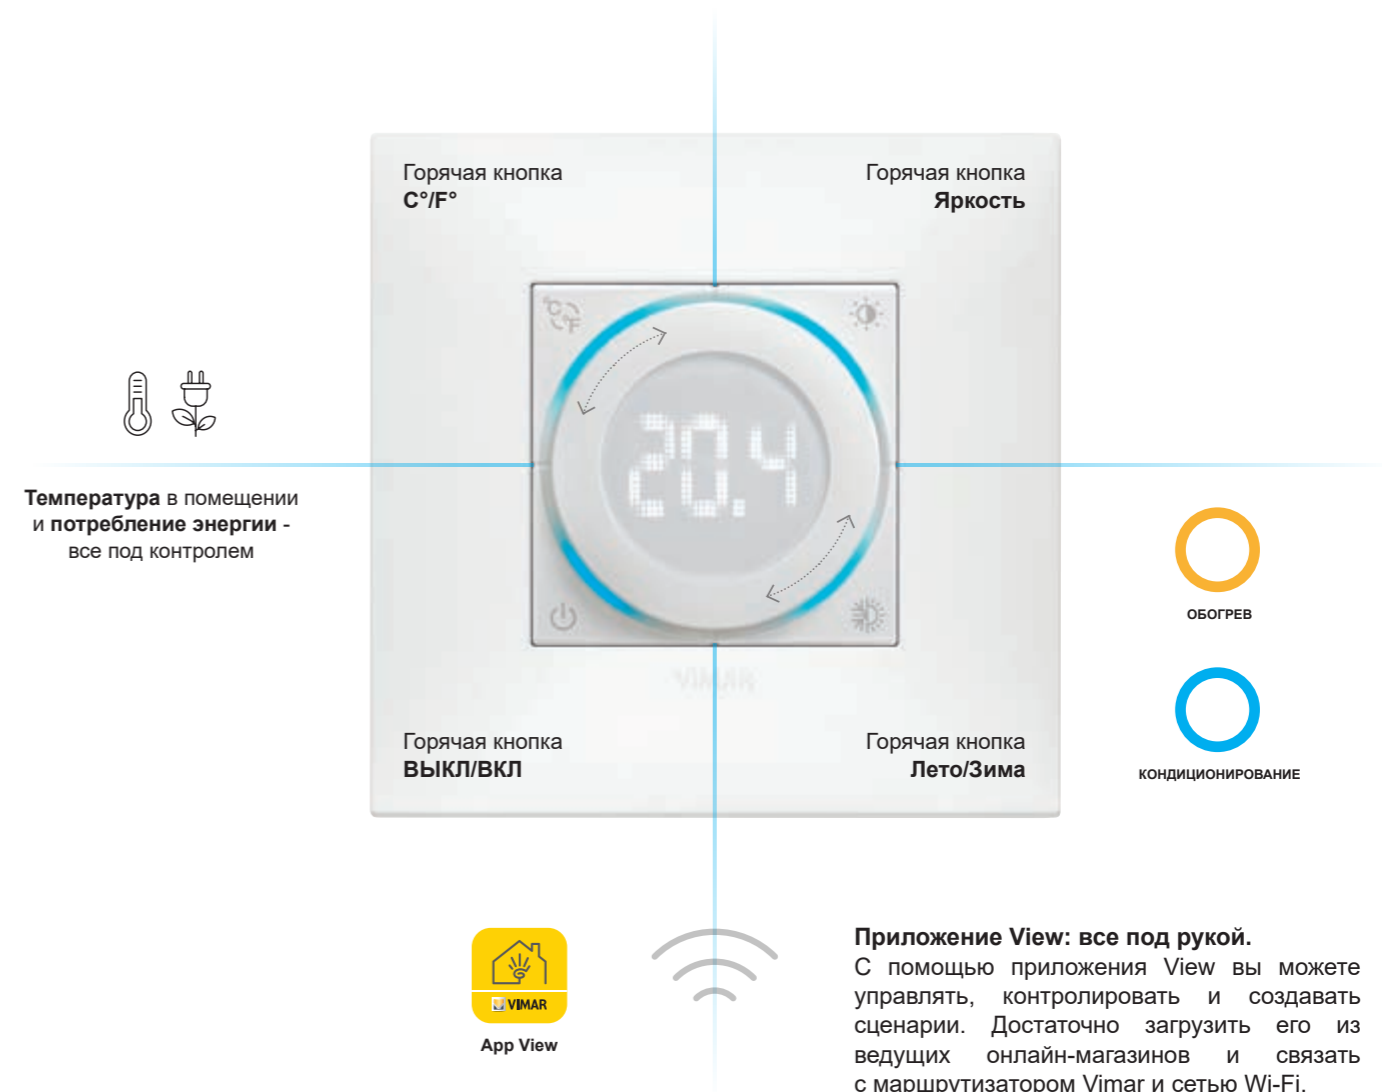 Горячая кнопка
C°/F°
Горячая кнопка
Яркость
°C
°F
20.4
Температура в помещении
и потребление энергии -
все под контролем
ОБОГРЕВ
VIMAR
Горячая кнопка
ВЫКЛ/ВКЛ
Горячая кнопка
Лето/Зима
КОНДИЦИОНИРОВАНИЕ
VIMAR
App View
Приложение View: все под рукой.
С помощью приложения View вы можете
управлять, контролировать и создавать
сценарии. Достаточно загрузить его из
ведущих онлайн-магазинов и связать
с маршрутизатором Vimar и сетью Wi-Fi.